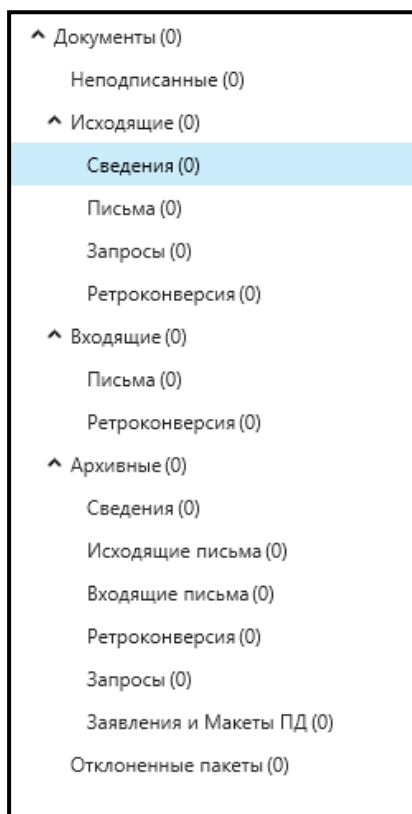 Документы (0)
Неподписанные (0)
Исходящие (0)
Сведения (0)
Письма (0)
Запросы (0)
Ретроконверсия (0)
Входящие (0)
Письма (0)
Ретроконверсия (0)
Архивные (0)
Сведения (0)
Исходящие письма (0)
Входящие письма (0)
Ретроконверсия (0)
Запросы (0)
Заявления и Макеты ПД (0)
Отклоненные пакеты (0)